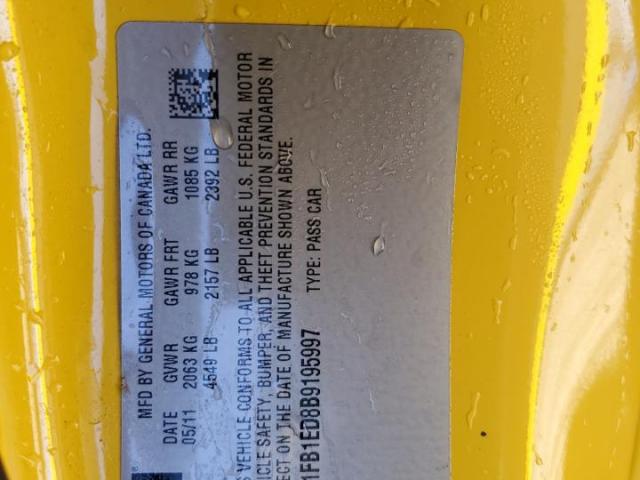 MFD BY GENERAL MOTORS OF CANADA LTD.
DATE GVWR GAWR FRT GAWR RR
05/11 2063 KG 978 KG 1085 KG
4549 LB 2157 LB 2392 LB
S VEHICLE CONFORMS TO ALL APPLICABLE U.S. FEDERAL MOTOR
ICLE SAFETY, BUMPER, AND THEFT PREVENTION STANDARDS IN
ECT ON THE DATE OF MANUFACTURE SHOWN ABOVE.
1FB1ED8B9195997 TYPE: PASS CAR